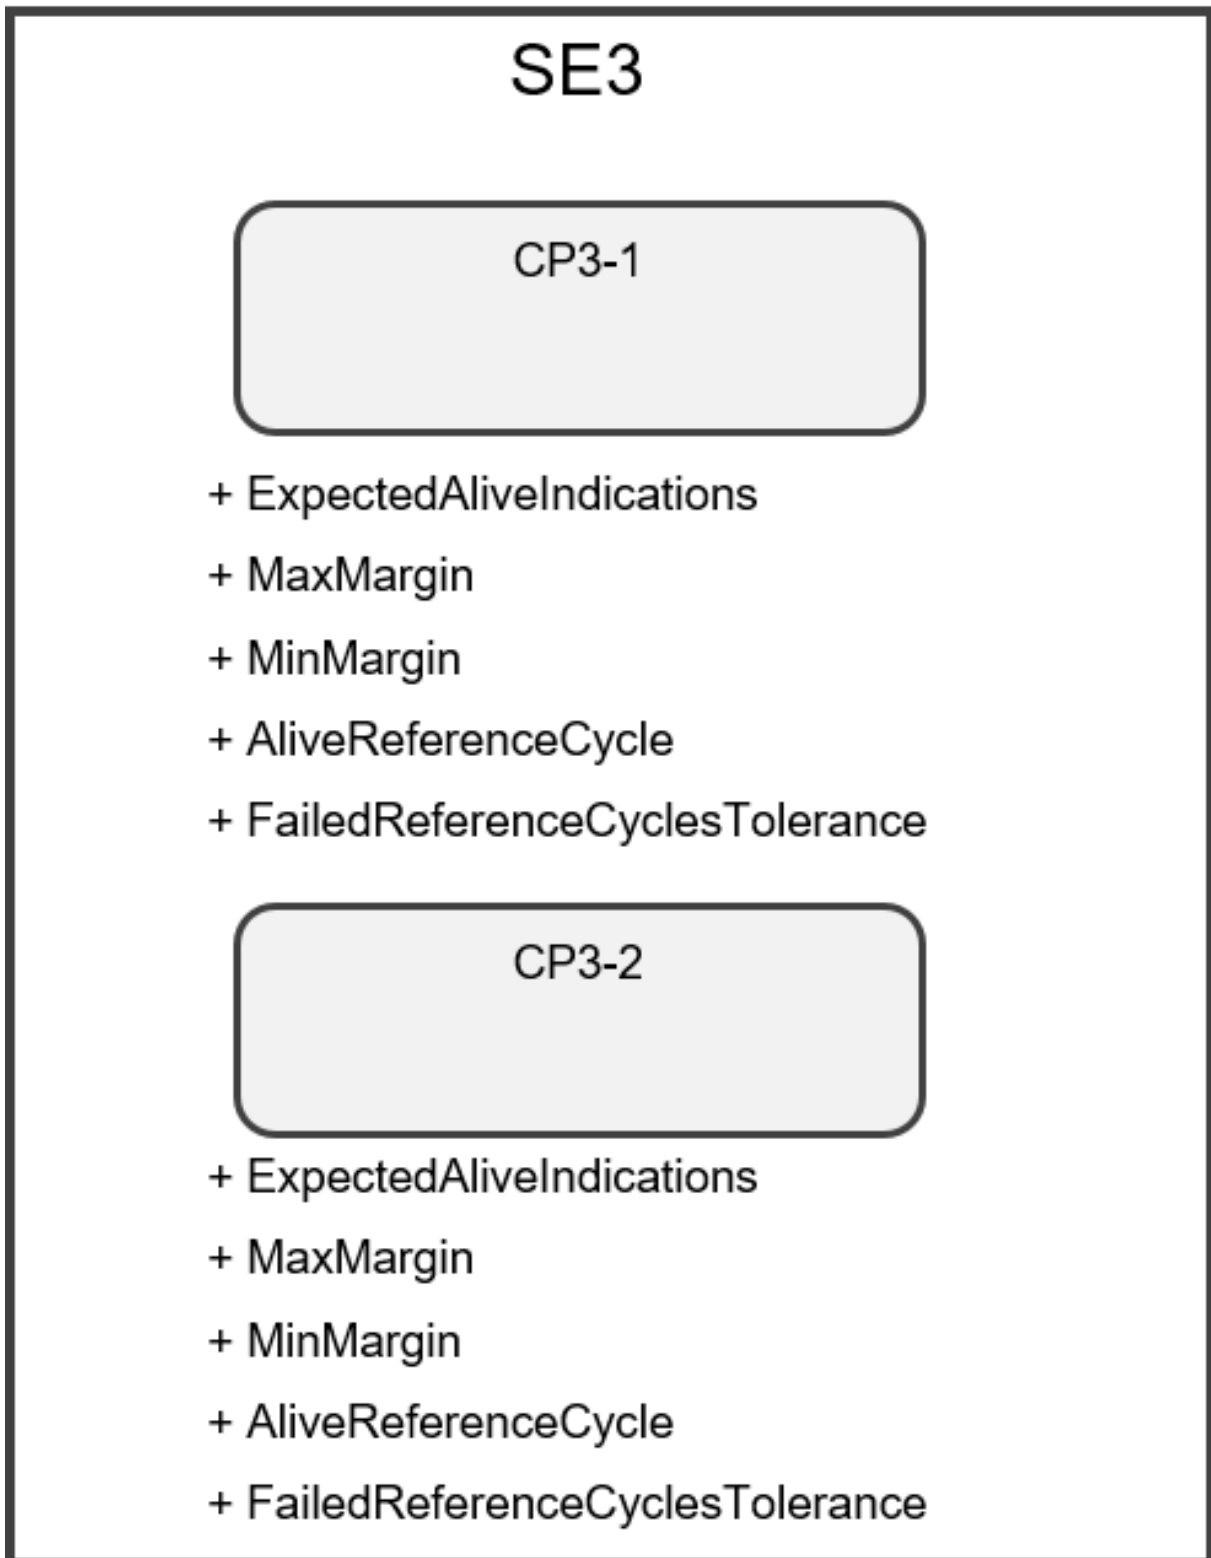 SE3
CP3-1
+ ExpectedAliveIndications
+ MaxMargin
+ MinMargin
+ AliveReferenceCycle
+ FailedReferenceCyclesTolerance
CP3-2
+ ExpectedAliveIndications
+ MaxMargin
+ MinMargin
+ AliveReferenceCycle
+ FailedReferenceCyclesTolerance